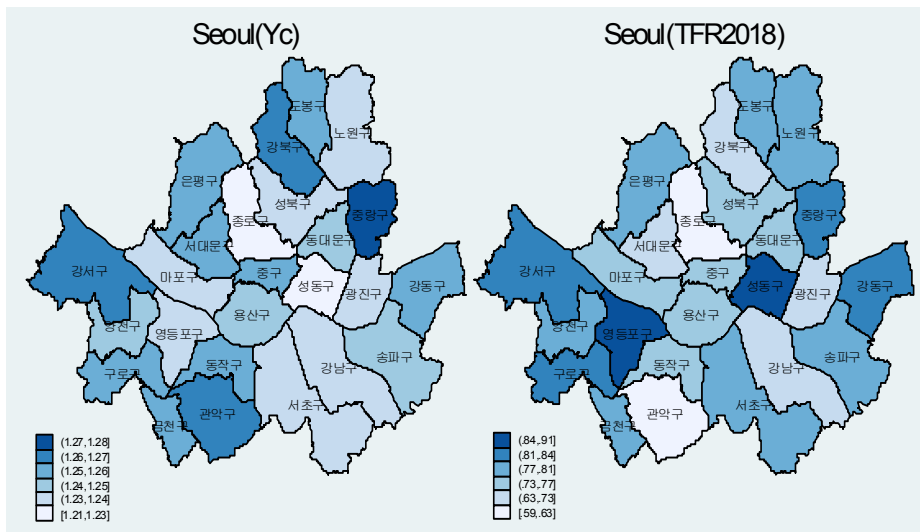 Seoul(Yc)
도봉구
노원구
강북구
은평구
성북구
종로구
중랑구
동대문구
서대문구
강서구
마포구
중구
성동구
광진구
강동구
양천구
영등포구
용산구
송파구
동작구
강남구
구로구
서초구
관악구
금천구
(1.27,1.28]
(1.26,1.27]
(1.25,1.26]
(1.24,1.25]
(1.23,1.24]
[1.21,1.23]
Seoul(TFR2018)
도봉구
노원구
강북구
은평구
성북구
종로구
중랑구
동대문구
서대문구
강서구
마포구
중구
성동구
광진구
강동구
양천구
영등포구
용산구
송파구
동작구
강남구
구로구
서초구
관악구
금천구
(.84,.91]
(.81,.84]
(.77,.81]
(.73,.77]
(.63,.73]
[.59,.63]